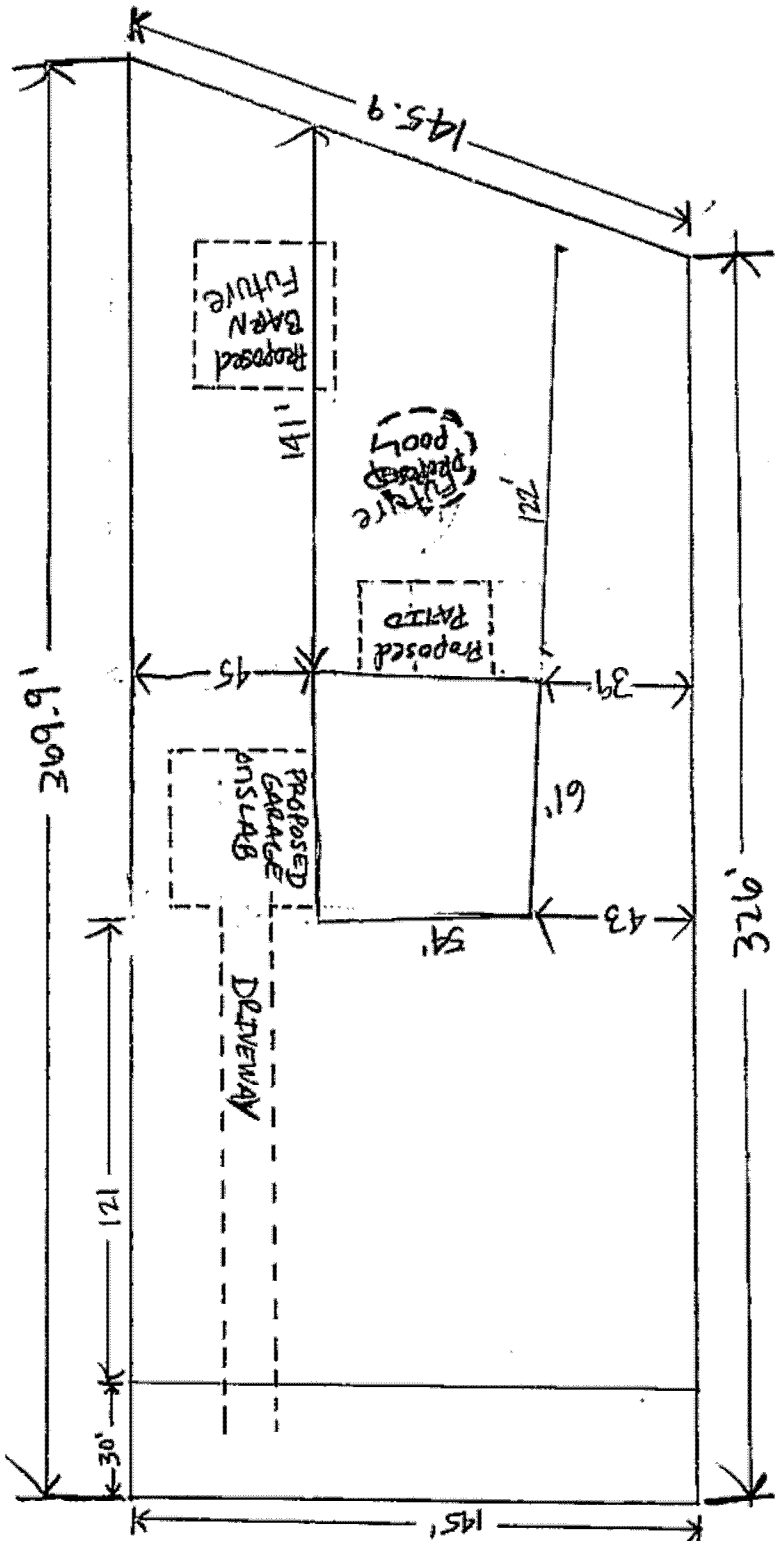 145.9
Proposed
BARN
Future
141'
Future
PROPOSED
POOL
122'
Proposed
PATIO
369.9'
45
39'
PROPOSED
GARAGE
on SLAB
61'
54'
43
326'
DRIVEWAY
121
30'
145'